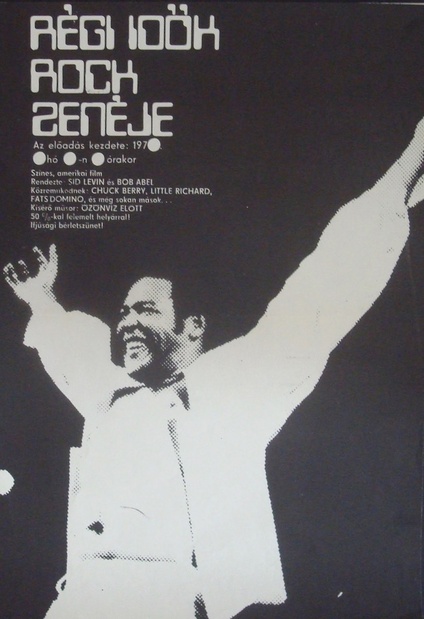 RÉGI IDŐK
ROCK
ZENÉJE
Az előadás kezdete: 197
hó -n órakor
Színes, amerikai film
Rendezte: SID LEVIN és BOB ABEL
Közreműködnek: CHUCK BERRY, LITTLE RICHARD,
FATS DOMINO, és még sokan mások...
Kísérő műsor: ÖZÖNVÍZ ELŐTT
50 %-kal felemelt helyárral!
Ifjúsági bérletszünet!